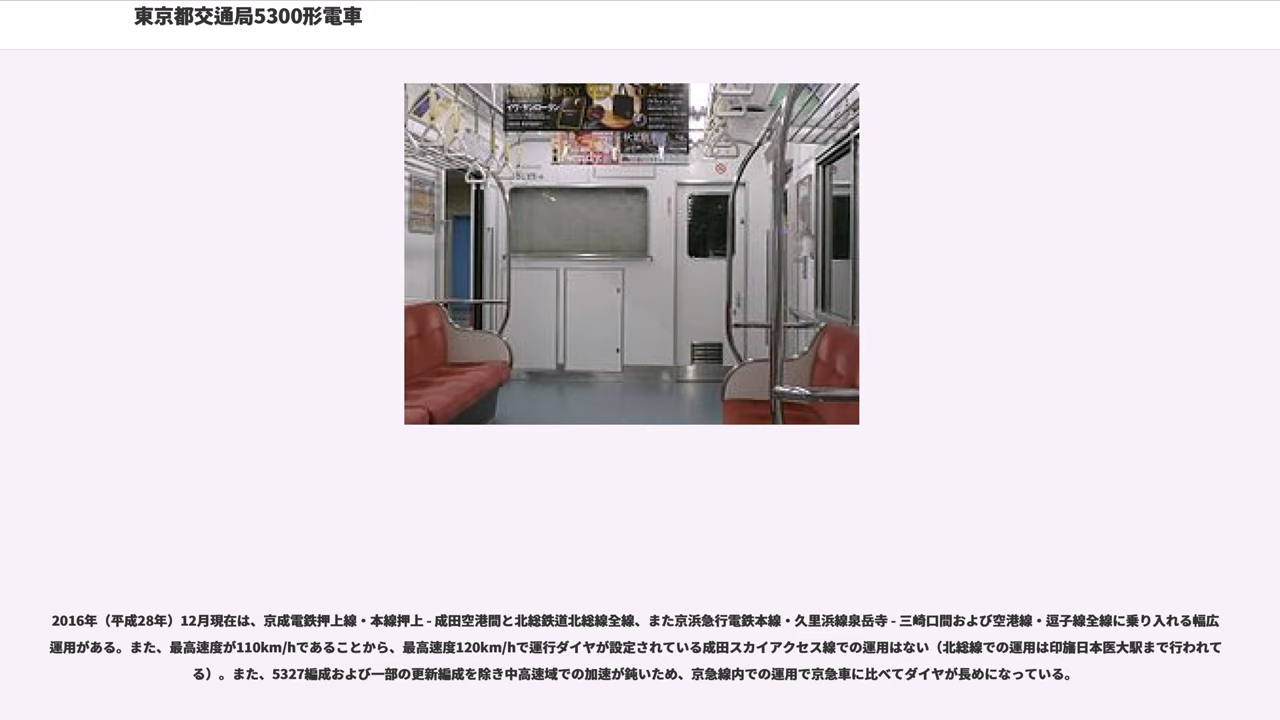 東京都交通局5300形電車
イヴ・サンローラン
2016年（平成28年）12月現在は、京成電鉄押上線・本線押上 - 成田空港間と北総鉄道北総線全線、また京浜急行電鉄本線・久里浜線泉岳寺 - 三崎口間および空港線・逗子線全線に乗り入れる幅広
運用がある。また、最高速度が110km/hであることから、最高速度120km/hで運行ダイヤが設定されている成田スカイアクセス線での運用はない（北総線での運用は印旛日本医大駅まで行われて
る）。また、5327編成および一部の更新編成を除き中高速域での加速が鈍いため、京急線内での運用で京急車に比べてダイヤが長めになっている。